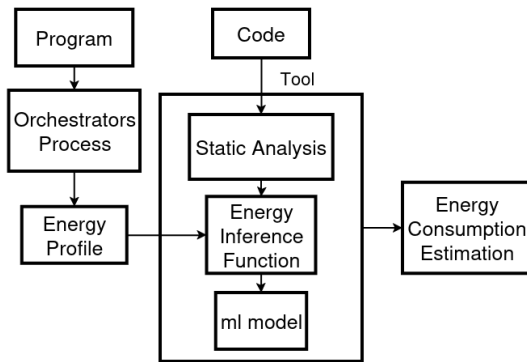 Program
Code
Tool
Orchestrators
Process
Static Analysis
Energy
Profile
Energy
Inference
Function
Energy
Consumption
Estimation
ml model